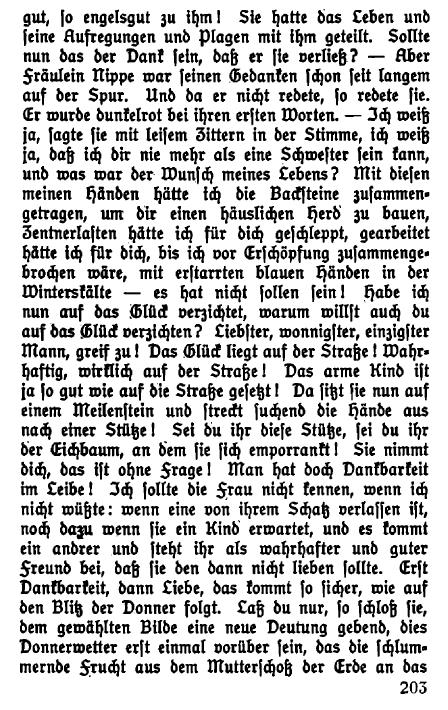 gut, so engelsgut zu ihm! Sie hatte das Leben und
seine Aufregungen und Plagen mit ihm geteilt. Sollte
nun das der Dank sein, daß er sie verließ? — Aber
Fräulein Nippe war seinen Gedanken schon seit langem
auf der Spur. Und da er nicht redete, so redete sie.
Er wurde dunkelrot bei ihren ersten Worten. — Ich weiß
ja, sagte sie mit leisem Zittern in der Stimme, ich weiß
ja, daß ich dir nie mehr als eine Schwester sein kann,
und was war der Wunsch meines Lebens? Mit diesen
meinen Händen hätte ich die Backsteine zusammen-
getragen, um dir einen häuslichen Herd zu bauen,
Zentnerlasten hätte ich für dich geschleppt, gearbeitet
hätte ich für dich, bis ich vor Erschöpfung zusammenge-
brochen wäre, mit erstarrten blauen Händen in der
Winterskälte — es hat nicht sollen sein! Habe ich
nun auf das Glück verzichtet, warum willst auch du
auf das Glück verzichten? Liebster, wonnigster, einzigster
Mann, greif zu! Das Glück liegt auf der Straße! Wahr-
haftig, wirklich auf der Straße! Das arme Kind ist
ja so gut wie auf die Straße gesetzt! Da sitzt sie nun auf
einem Meilenstein und streckt suchend die Hände aus
nach einer Stütze! Sei du ihr diese Stütze, sei du ihr
der Eichbaum, an dem sie sich emporrankt! Sie nimmt
dich, das ist ohne Frage! Man hat doch Dankbarkeit
im Leibe! Ich sollte die Frau nicht kennen, wenn ich
nicht wüßte: wenn eine von ihrem Schatz verlassen ist,
noch dazu wenn sie ein Kind erwartet, und es kommt
ein andrer und steht ihr als wahrhafter und guter
Freund bei, daß sie den dann nicht lieben sollte. Erst
Dankbarkeit, dann Liebe, das kommt so sicher, wie auf
den Blitz der Donner folgt. Laß du nur, so schloß sie,
dem gewählten Bilde eine neue Deutung gebend, dies
Donnerwetter erst einmal vorüber sein, das die schlum-
mernde Frucht aus dem Mutterschoß der Erde an das
203